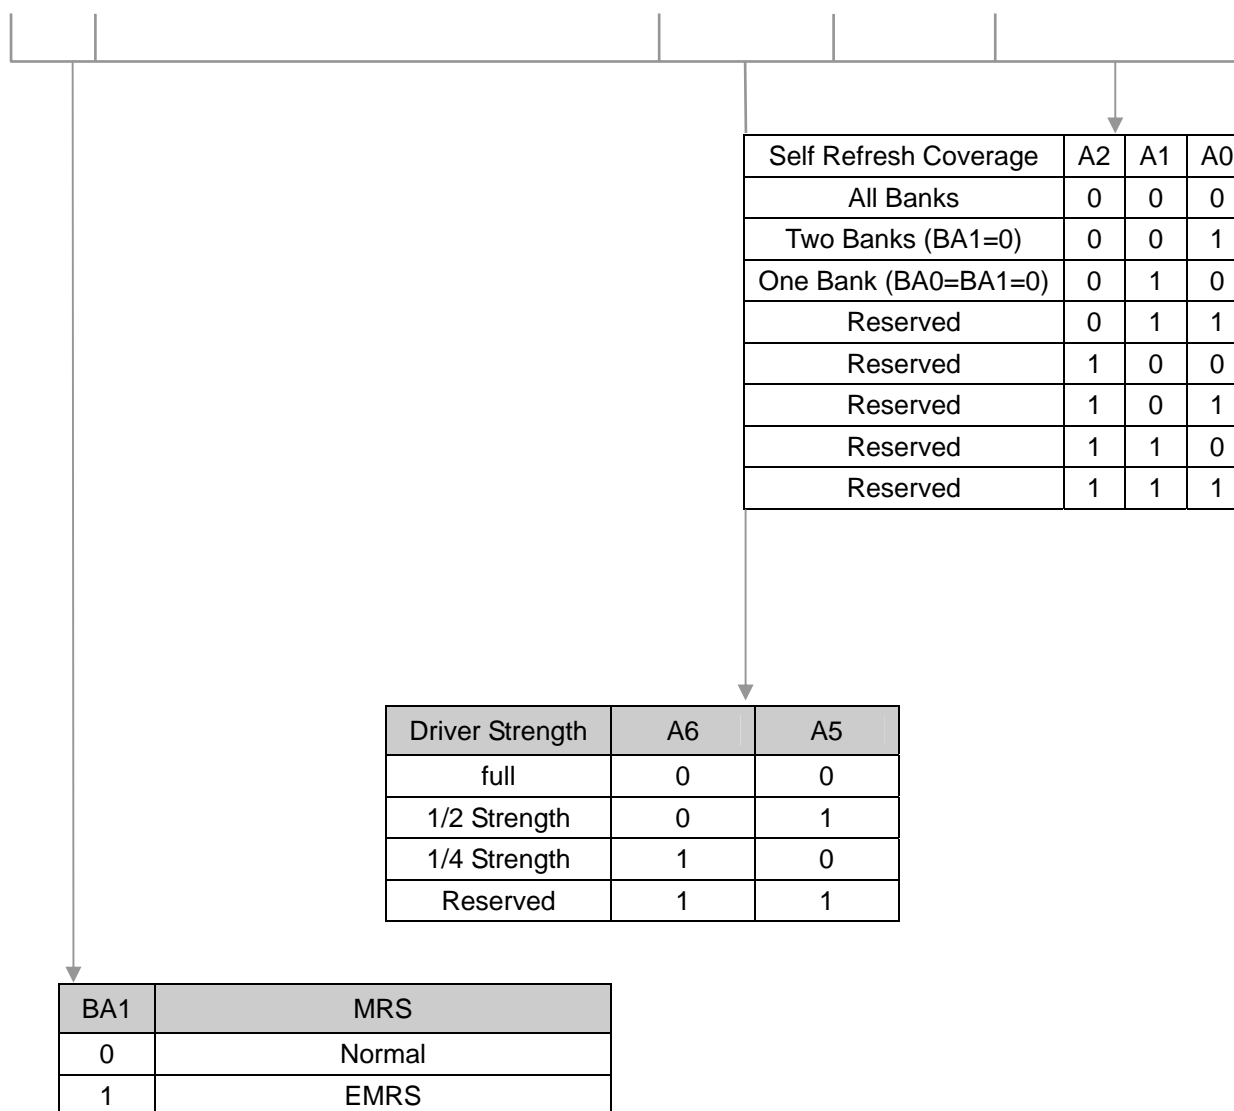 Self Refresh Coverage A2 A1 A0
All Banks 0 0 0
Two Banks (BA1=0) 0 0 1
One Bank (BA0=BA1=0) 0 1 0
Reserved 0 1 1
Reserved 1 0 0
Reserved 1 0 1
Reserved 1 1 0
Reserved 1 1 1
Driver Strength A6 A5
full 0 0
1/2 Strength 0 1
1/4 Strength 1 0
Reserved 1 1
BA1 MRS
0 Normal
1 EMRS